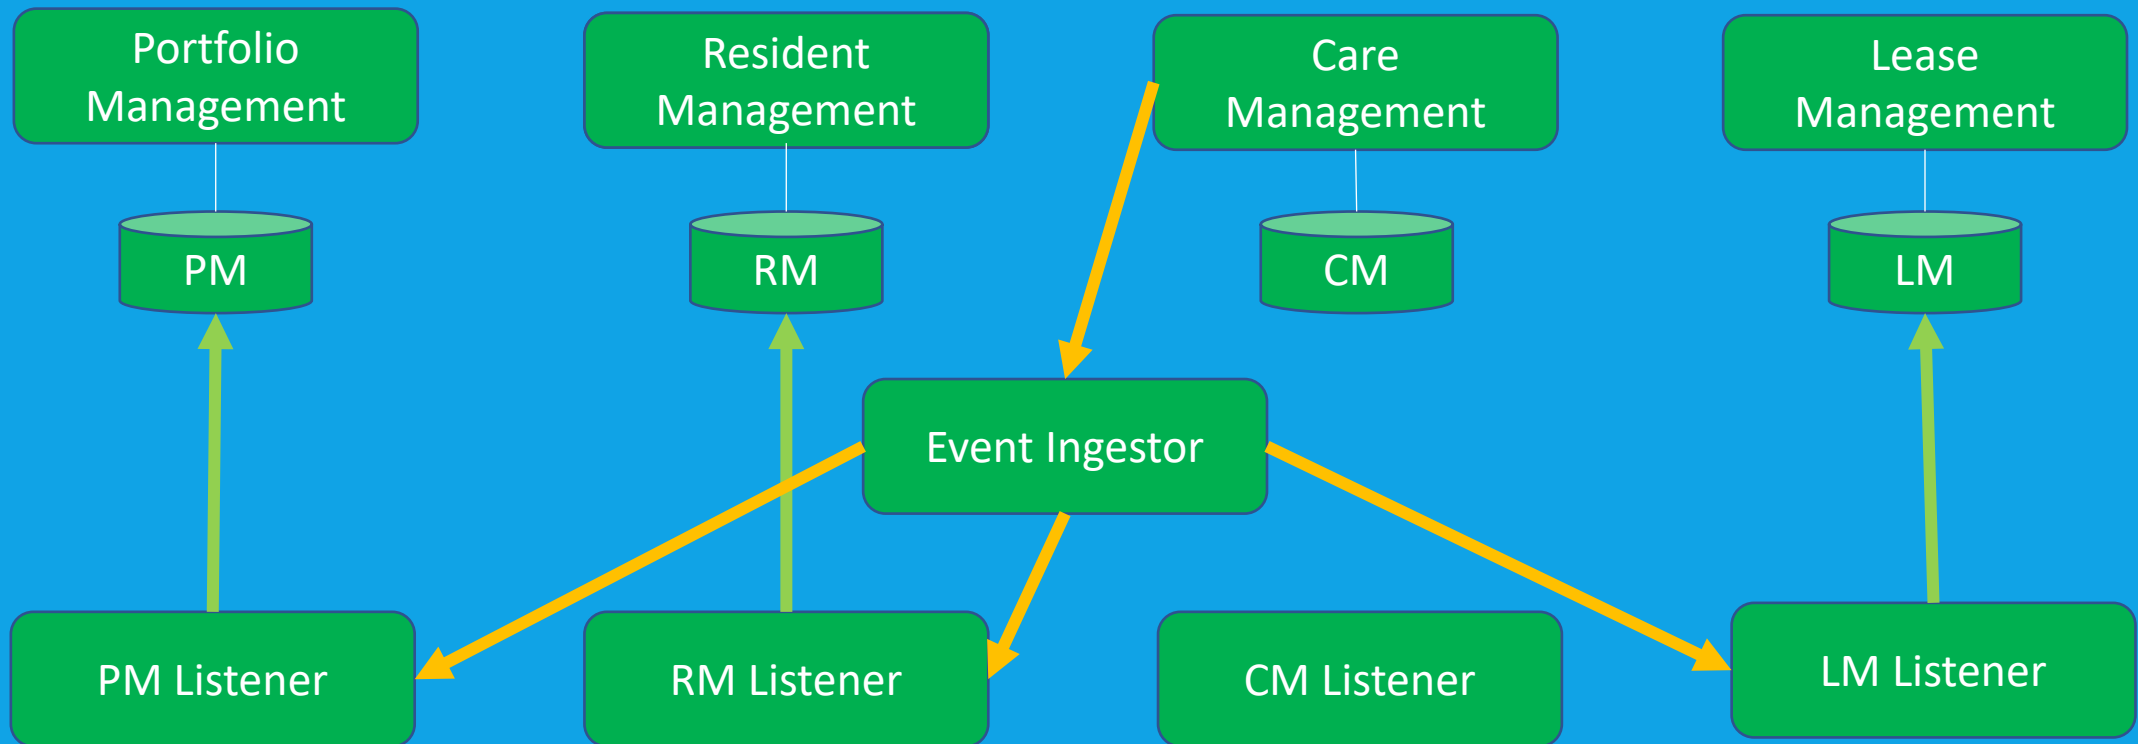 Portfolio
Management
Resident
Management
Care
Management
Lease
Management
PM
RM
CM
LM
Event Ingestor
PM Listener
RM Listener
CM Listener
LM Listener